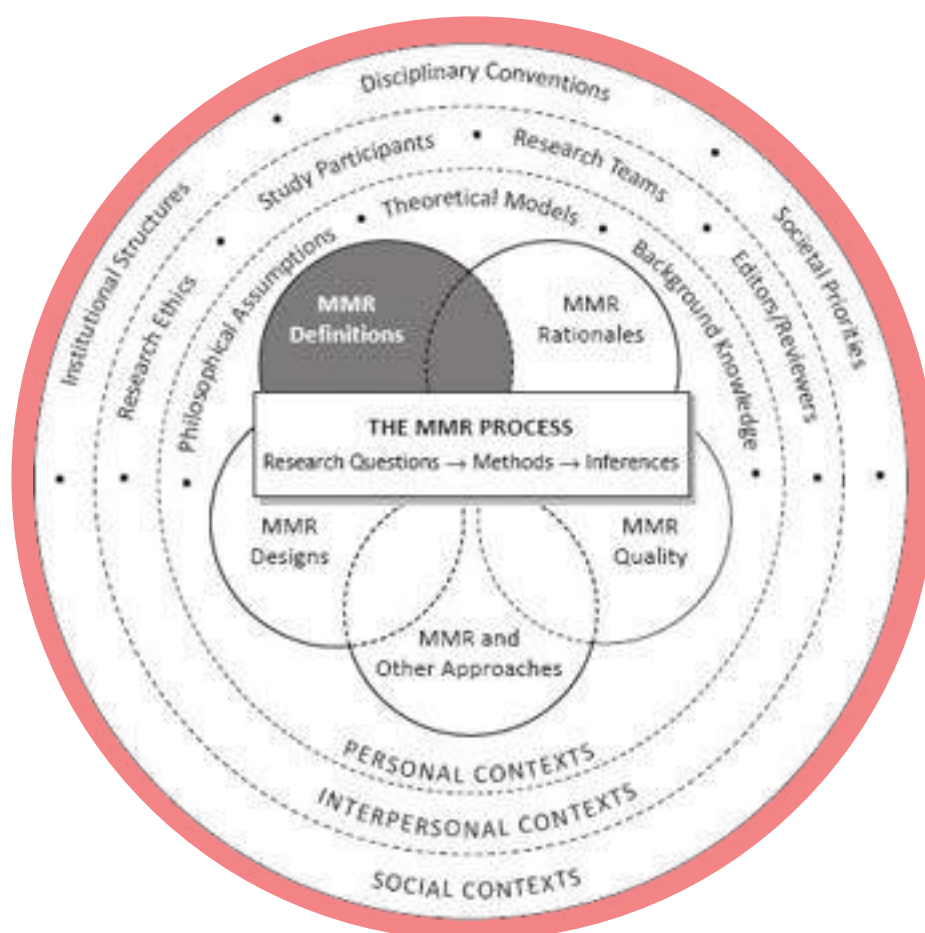 Disciplinary Conventions
Institutional Structures
Societal Priorities
Study Participants
Research Teams
Research Ethics
Editors/Reviewers
Theoretical Models
Philosophical Assumptions
Background Knowledge
MMR
Definitions
MMR
Rationales
THE MMR PROCESS
Research Questions → Methods → Inferences
MMR
Designs
MMR
Quality
MMR and
Other Approaches
PERSONAL CONTEXTS
INTERPERSONAL CONTEXTS
SOCIAL CONTEXTS